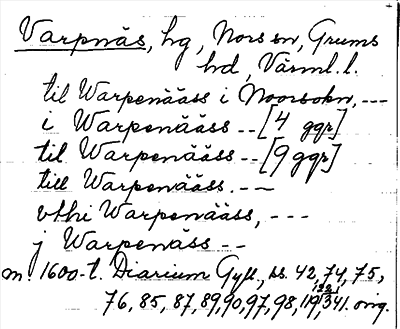 Varpnäs, hg, Nors sn, Grums
hd, Värml. l.
til Warpenääss i Noorsokn, ---
i Warpenääss -- [4 ggr]
til Warpenääss -- [9 ggr]
till Warpenääss. --
vthi Warpenääss, ---
j Warpenäss --
m. 1600-t. Diarium Gyll., ss. 42, 74, 75,
76, 85, 87, 89, 90, 97, 98, 119, 122, 341. orig.